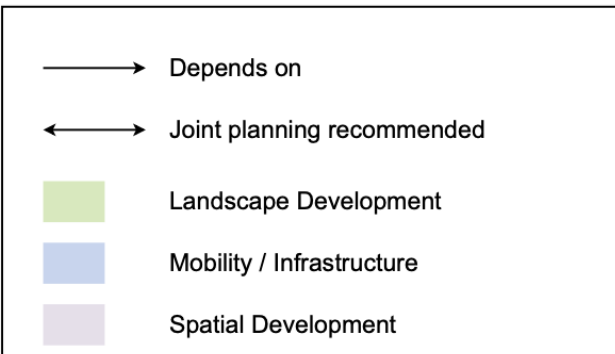 Depends on
Joint planning recommended
Landscape Development
Mobility / Infrastructure
Spatial Development